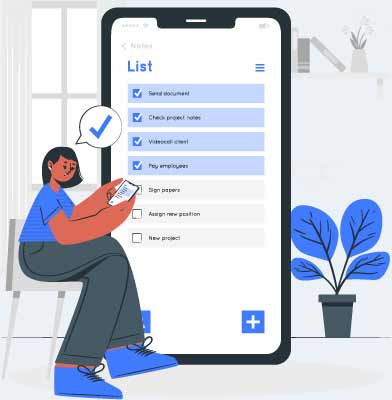 Notes
List
Send document
Check project notes
Videocall client
Pay employees
Sign papers
Assign new position
New project